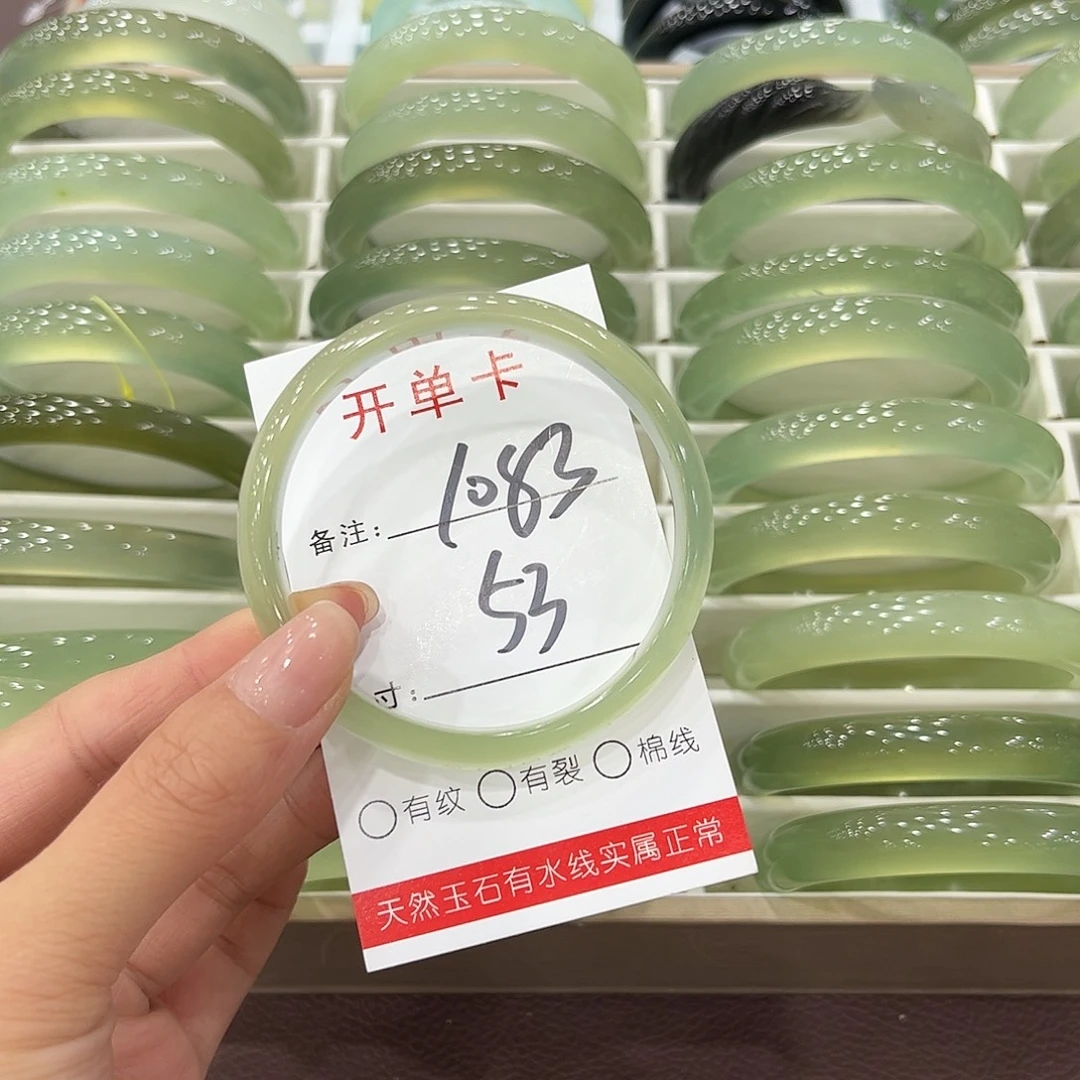 开单卡
备注: 1083
53
寸:
有纹 有裂 棉线
天然玉石有水线实属正常